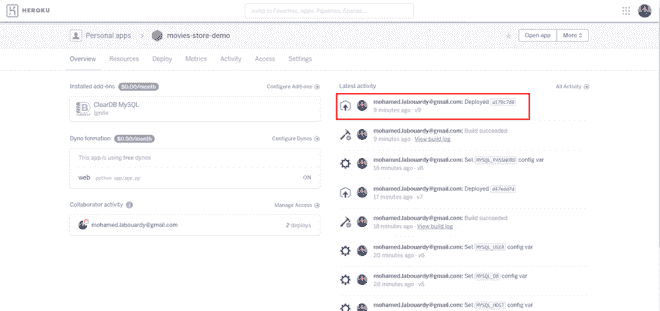 HEROKU
Jump to Favorites, Apps, Pipelines, Spaces...
Personal apps > movies-store-demo
Open app
More
Overview Resources Deploy Metrics Activity Access Settings
Installed add-ons $0.00/month Configure Add-ons
ClearDB MySQL
Ignite
Dyno formation $0.00/month Configure Dynos
This app is using free dynos
web python app/app.py ON
Collaborator activity Manage Access
mohamed.labouardy@gmail.com 2 deploys
Latest activity All Activity
mohamed.labouardy@gmail.com: Deployed
9 minutes ago · v9
mohamed.labouardy@gmail.com: Build succeeded
9 minutes ago · View build log
mohamed.labouardy@gmail.com: Set MYSQL_PASSWORD config var
16 minutes ago · v8
mohamed.labouardy@gmail.com: Deployed
17 minutes ago · v7
mohamed.labouardy@gmail.com: Build succeeded
18 minutes ago · View build log
mohamed.labouardy@gmail.com: Set MYSQL_USER config var
20 minutes ago · v6
mohamed.labouardy@gmail.com: Set MYSQL_DB config var
20 minutes ago · v5
mohamed.labouardy@gmail.com: Set MYSQL_HOST config var